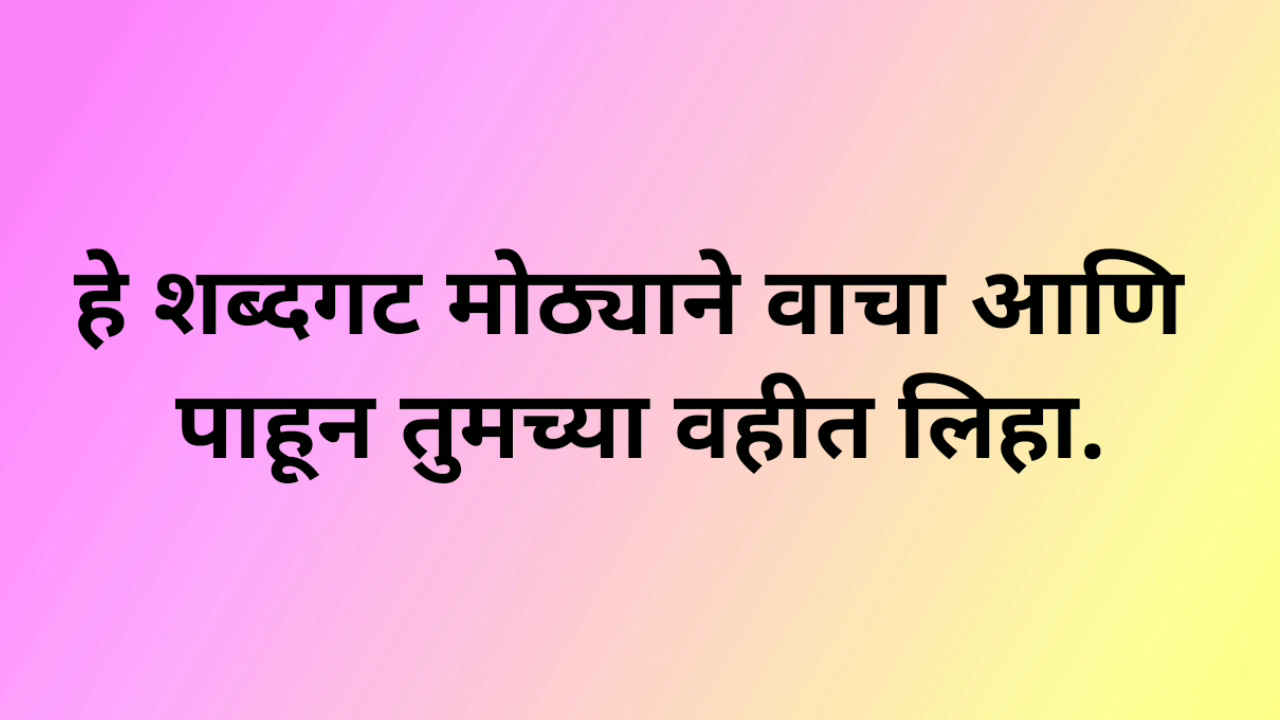 हे शब्दगट मोठ्याने वाचा आणि
पाहून तुमच्या वहीत लिहा.